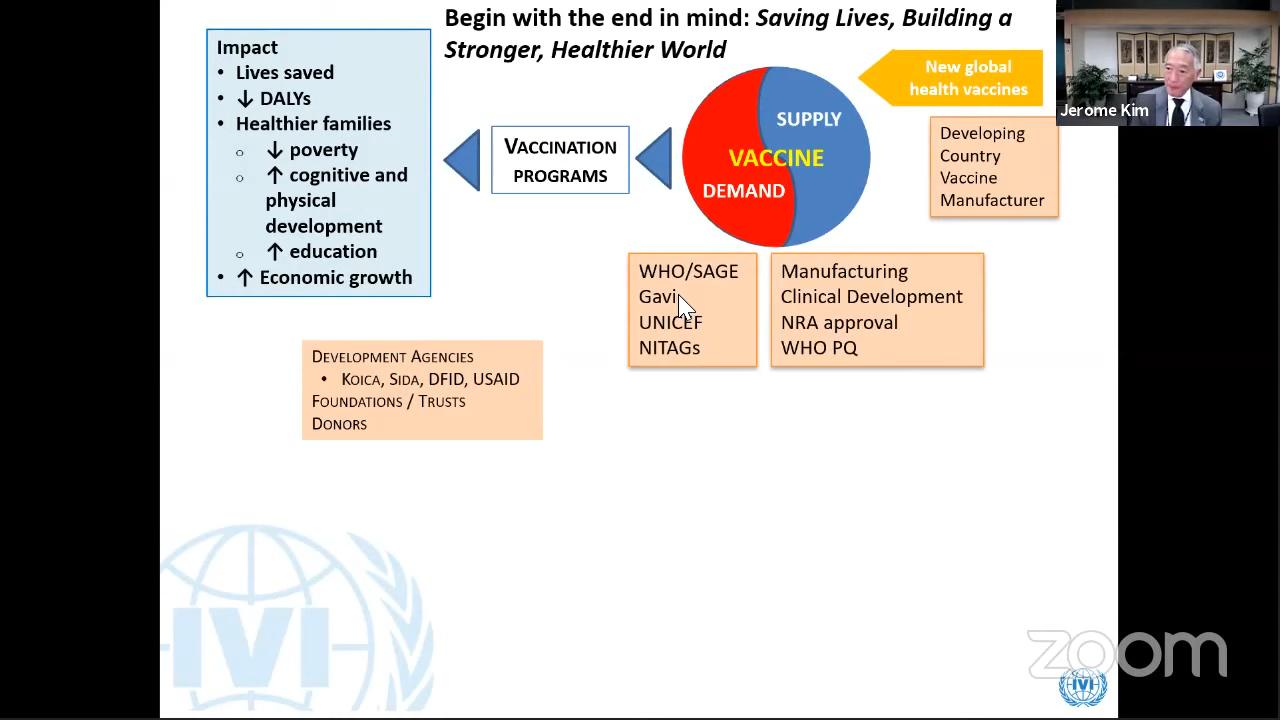 Begin with the end in mind: Saving Lives, Building a
Stronger, Healthier World
Impact
• Lives saved
• ↓ DALYs
• Healthier families
○ ↓ poverty
○ ↑ cognitive and
physical
development
○ ↑ education
• ↑ Economic growth
VACCINATION
PROGRAMS
SUPPLY
VACCINE
DEMAND
New global
health vaccines
Jerome Kim
Developing
Country
Vaccine
Manufacturer
WHO/SAGE
Gavi
UNICEF
NITAGs
Manufacturing
Clinical Development
NRA approval
WHO PQ
DEVELOPMENT AGENCIES
• KOICA, SIDA, DFID, USAID
FOUNDATIONS / TRUSTS
DONORS
IVI
zoom
IVI